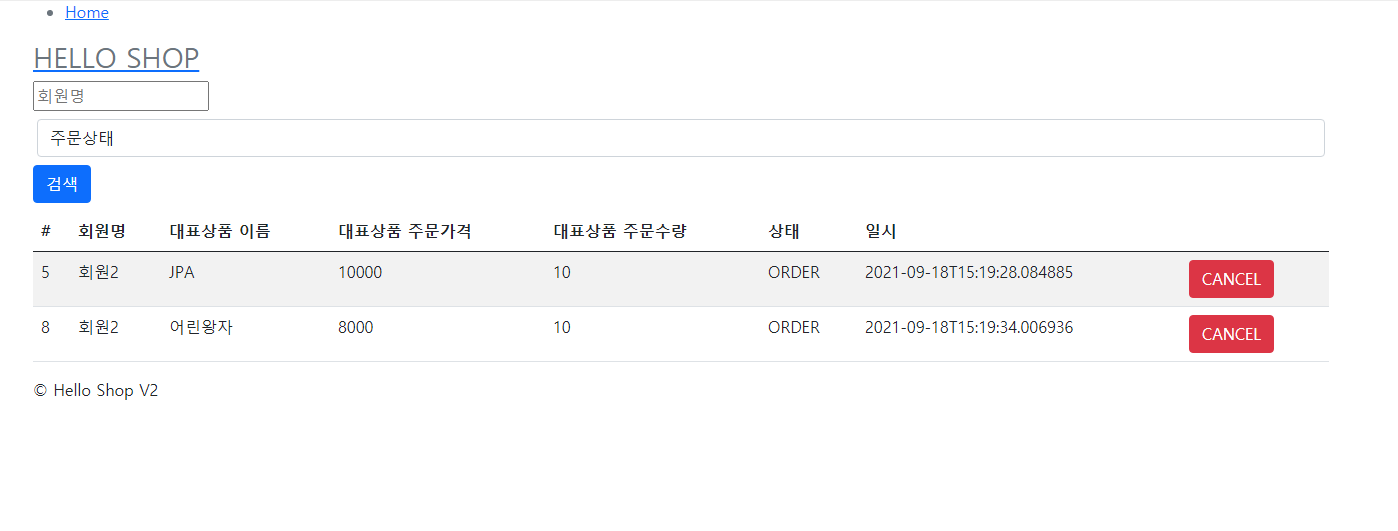 Home
HELLO SHOP
회원명
주문상태
검색
# 회원명 대표상품 이름 대표상품 주문가격 대표상품 주문수량 상태 일시
5 회원2 JPA 10000 10 ORDER 2021-09-18T15:19:28.084885 CANCEL
8 회원2 어린왕자 8000 10 ORDER 2021-09-18T15:19:34.006936 CANCEL
© Hello Shop V2